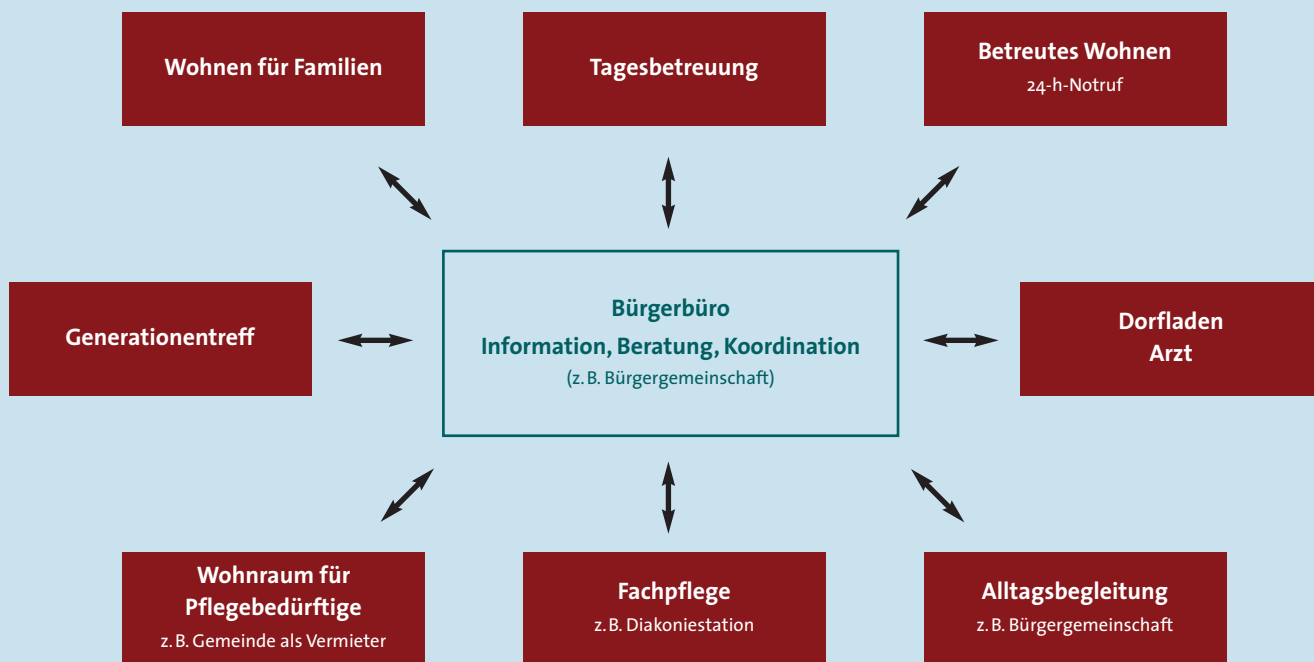 Wohnen für Familien
Tagesbetreuung
Betreutes Wohnen
24-h-Notruf
Generationentreff
Bürgerbüro
Information, Beratung, Koordination
(z. B. Bürgergemeinschaft)
Dorfladen
Arzt
Wohnraum für
Pflegebedürftige
z. B. Gemeinde als Vermieter
Fachpflege
z. B. Diakoniestation
Alltagsbegleitung
z. B. Bürgergemeinschaft